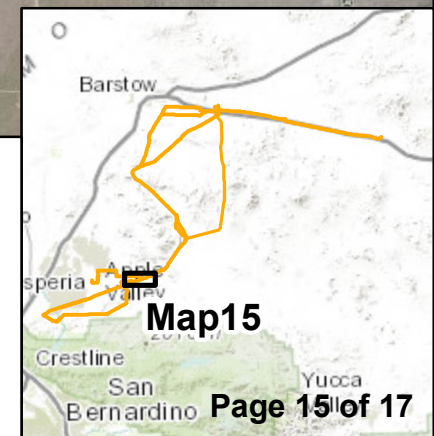 Barstow
speria
Apple
Valley
Map15
Crestline
San
Bernardino
Yucca
Page 15 of 17